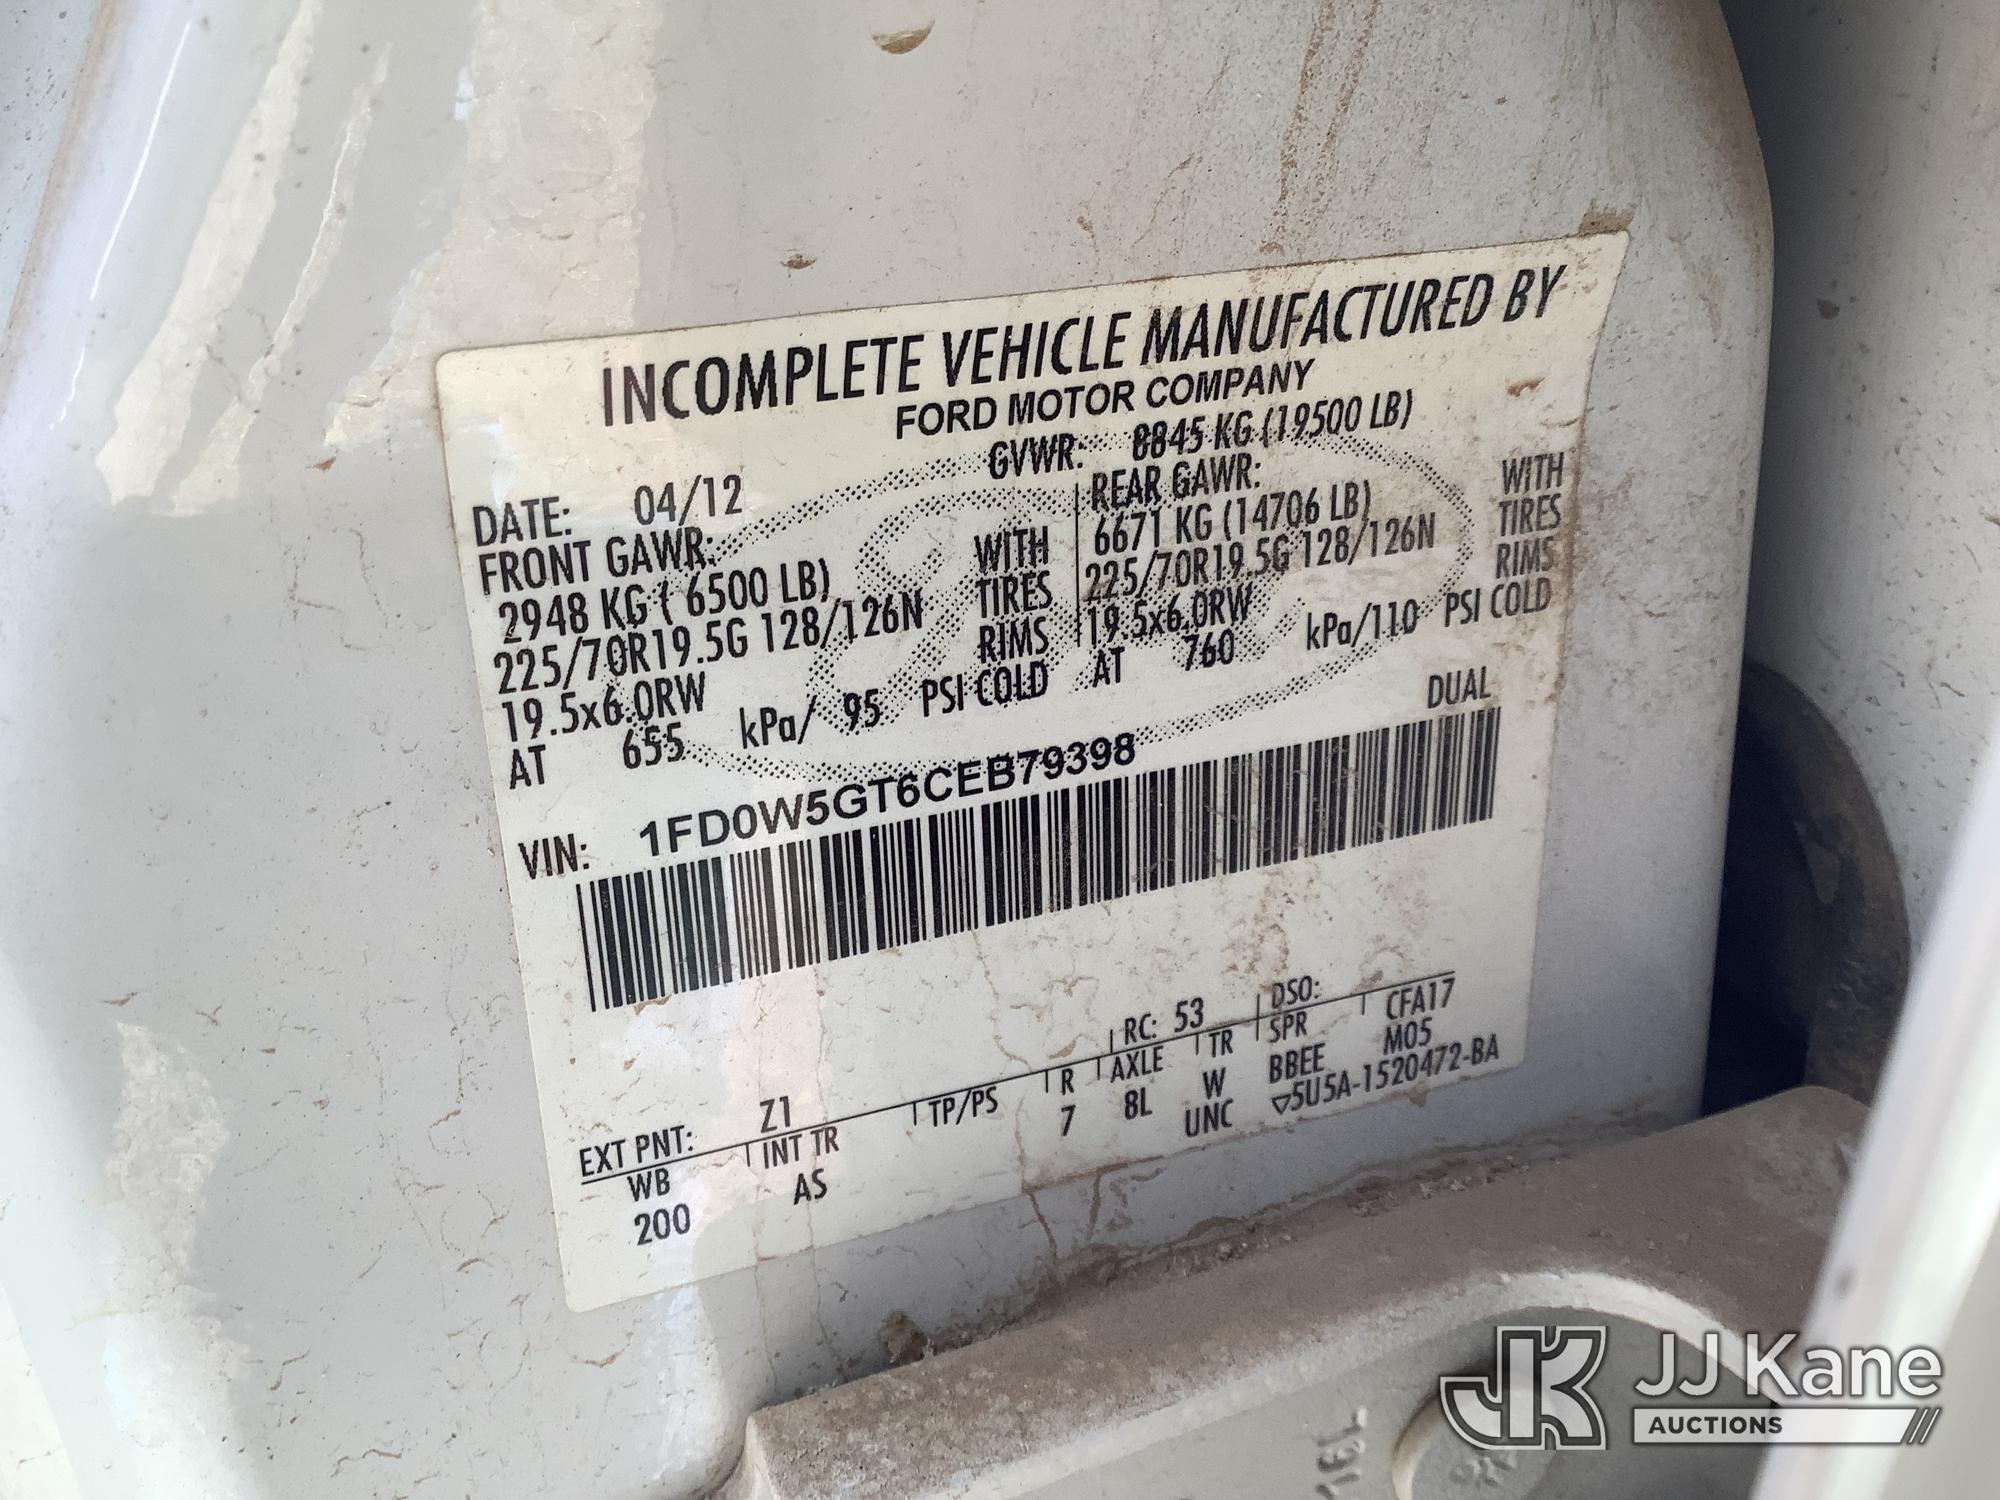 INCOMPLETE VEHICLE MANUFACTURED BY
FORD MOTOR COMPANY
DATE: 04/12 GVWR: 8845 KG (19500 LB)
FRONT GAWR: WITH REAR GAWR: WITH
2948 KG ( 6500 LB) TIRES 6671 KG (14706 LB) TIRES
225/70R19.5G 128/126N RIMS 225/70R19.5G 128/126N RIMS
19.5x6.0RW 19.5x6.0RW
AT 655 kPa/ 95 PSI COLD AT 760 kPa/110 PSI COLD
DUAL
VIN: 1FD0W5GT6CEB79398
EXT PNT: Z1 RC: 53 DSO:
WB INT TR TP/PS R AXLE TR SPR CFA17
200 AS 7 8L W BBEE M05
UNC ▽5U5A-1520472-BA
JK JJ Kane
AUCTIONS